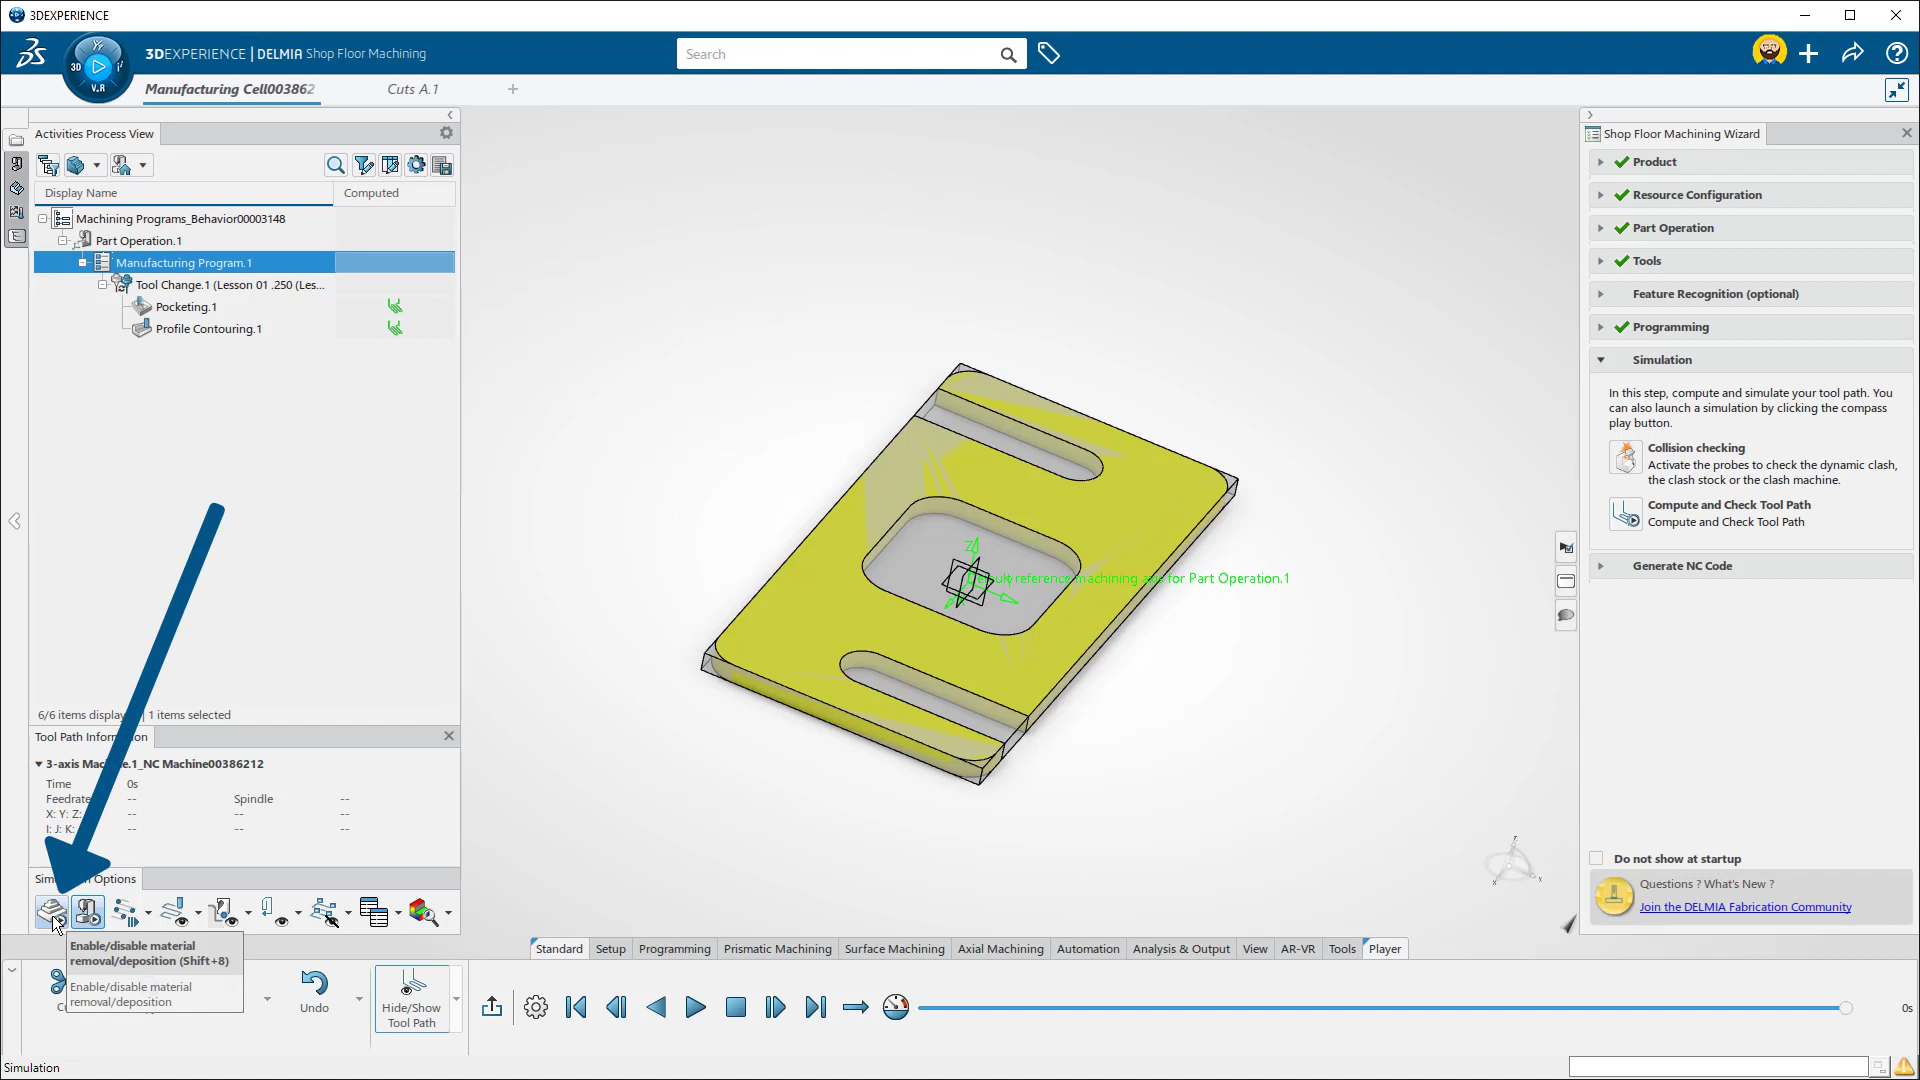 3DEXPERIENCE
3DEXPERIENCE | DELMIA Shop Floor Machining
Search
3D
V.R
Manufacturing Cell003862
Cuts A.1
Activities Process View
Display Name
Computed
Machining Programs_Behavior00003148
Part Operation.1
Manufacturing Program.1
Tool Change.1 (Lesson 01 .250 (Les...
Pocketing.1
Profile Contouring.1
6/6 items display
1 items selected
Tool Path Information
3-axis Machine.1_NC Machine00386212
Time 0s
Feedrate -- Spindle --
X: Y: Z: -- -- --
I: J: K: -- -- --
Options
Enable/disable material
removal/deposition (Shift+8)
Enable/disable material
removal/deposition
Undo
Hide/Show
Tool Path
Z
reference machining axis for Part Operation.1
Standard
Setup
Programming
Prismatic Machining
Surface Machining
Axial Machining
Automation
Analysis & Output
View
AR-VR
Tools
Player
0s
Shop Floor Machining Wizard
Product
Resource Configuration
Part Operation
Tools
Feature Recognition (optional)
Programming
Simulation
In this step, compute and simulate your tool path. You
can also launch a simulation by clicking the compass
play button.
Collision checking
Activate the probes to check the dynamic clash,
the clash stock or the clash machine.
Compute and Check Tool Path
Compute and Check Tool Path
Generate NC Code
Do not show at startup
Questions ? What's New ?
Join the DELMIA Fabrication Community
Simulation